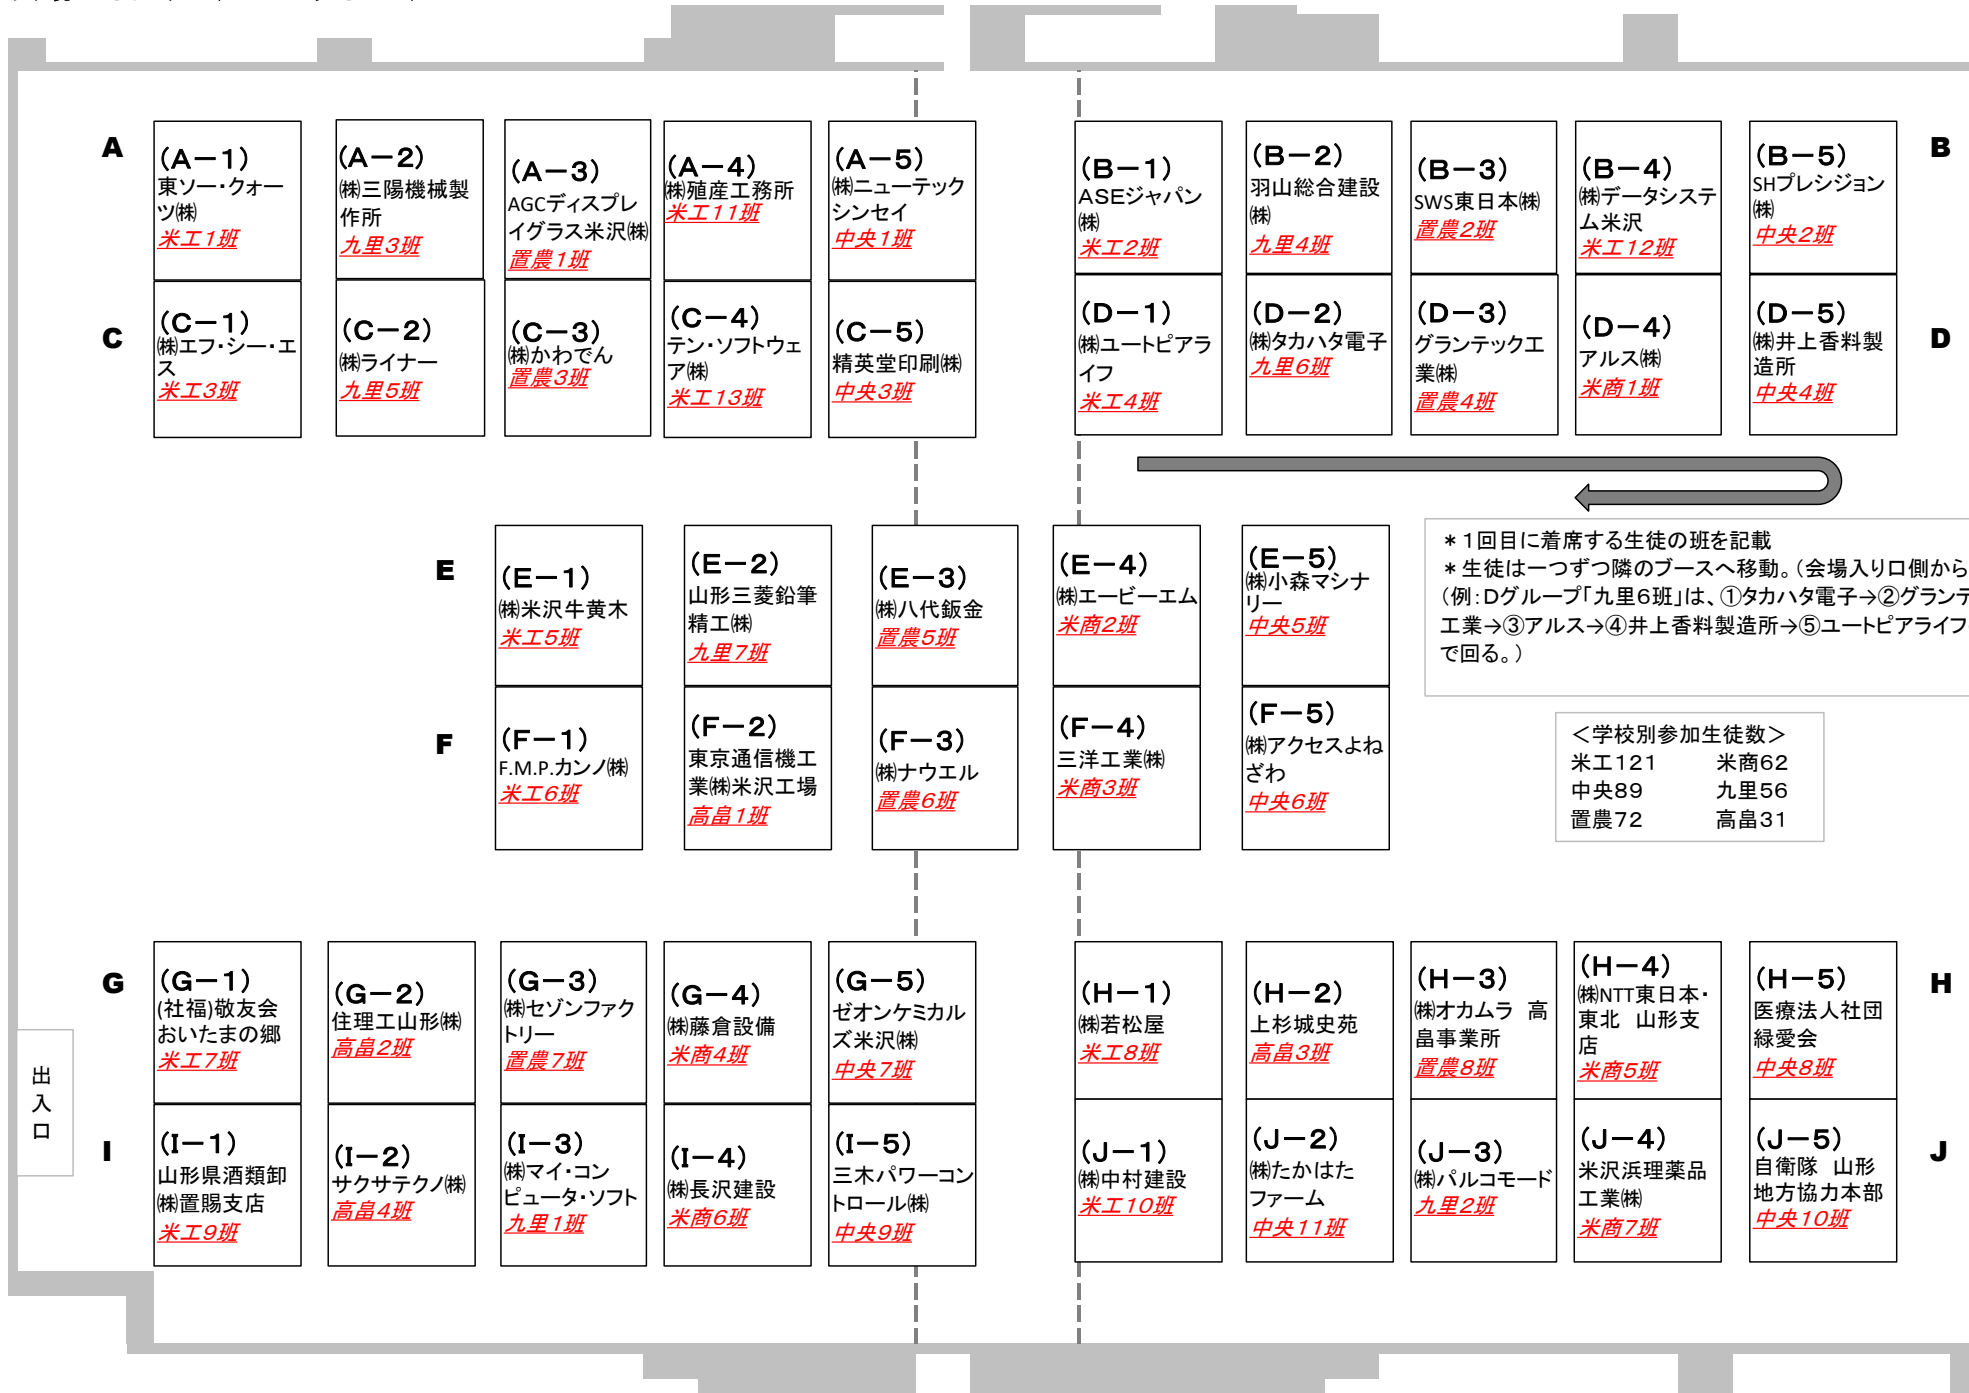 A
(A－1)
東ソー・クォー
ツ㈱
米工1班
(A－2)
㈱三陽機械製
作所
九里3班
(A－3)
AGCディスプレ
イグラス米沢㈱
置農1班
(A－4)
㈱殖産工務所
米工11班
(A－5)
㈱ニューテック
シンセイ
中央1班
(B－1)
ASEジャパン
㈱
米工2班
(B－2)
羽山総合建設
㈱
九里4班
(B－3)
SWS東日本㈱
置農2班
(B－4)
㈱データシステ
ム米沢
米工12班
(B－5)
SHプレシジョン
㈱
中央2班
B
C
(C－1)
㈱エフ・シー・エ
ス
米工3班
(C－2)
㈱ライナー
九里5班
(C－3)
㈱かわでん
置農3班
(C－4)
テン・ソフトウェ
ア㈱
米工13班
(C－5)
精英堂印刷㈱
中央3班
(D－1)
㈱ユートピアラ
イフ
米工4班
(D－2)
㈱タカハタ電子
九里6班
(D－3)
グランテックエ
業㈱
置農4班
(D－4)
アルス㈱
米商1班
(D－5)
㈱井上香料製
造所
中央4班
D
E
(E－1)
㈱米沢牛黄木
米工5班
(E－2)
山形三菱鉛筆
精工㈱
九里7班
(E－3)
㈱八代鈑金
置農5班
(E－4)
㈱エービーエム
米商2班
(E－5)
㈱小森マシナ
リー
中央5班
＊1回目に着席する生徒の班を記載
＊生徒は一つずつ隣のブースへ移動。（会場入り口側から
（例：Dグループ「九里6班」は、①タカハタ電子→②グランテ
工業→③アルス→④井上香料製造所→⑤ユートピアライフ
で回る。）
F
(F－1)
F.M.P.カンノ㈱
米工6班
(F－2)
東京通信機工
業㈱米沢工場
高畠1班
(F－3)
㈱ナウエル
置農6班
(F－4)
三洋工業㈱
米商3班
(F－5)
㈱アクセスよね
ざわ
中央6班
＜学校別参加生徒数＞
米工121　米商62
中央89　九里56
置農72　高畠31
G
(G－1)
(社福)敬友会
おいたまの郷
米工7班
(G－2)
住理工山形㈱
高畠2班
(G－3)
㈱セゾンファク
トリー
置農7班
(G－4)
㈱藤倉設備
米商4班
(G－5)
ゼオンケミカル
ズ米沢㈱
中央7班
(H－1)
㈱若松屋
米工8班
(H－2)
上杉城史苑
高畠3班
(H－3)
㈱オカムラ　高
畠事業所
置農8班
(H－4)
㈱NTT東日本・
東北　山形支
店
米商5班
(H－5)
医療法人社団
緑愛会
中央8班
H
出
入
口
I
(I－1)
山形県酒類卸
㈱置賜支店
米工9班
(I－2)
サクサテクノ㈱
高畠4班
(I－3)
㈱マイ・コン
ピュータ・ソフト
九里1班
(I－4)
㈱長沢建設
米商6班
(I－5)
三木パワーコン
トロール㈱
中央9班
(J－1)
㈱中村建設
米工10班
(J－2)
㈱たかはた
ファーム
中央11班
(J－3)
㈱パルコモード
九里2班
(J－4)
米沢浜理薬品
工業㈱
米商7班
(J－5)
自衛隊　山形
地方協力本部
中央10班
J